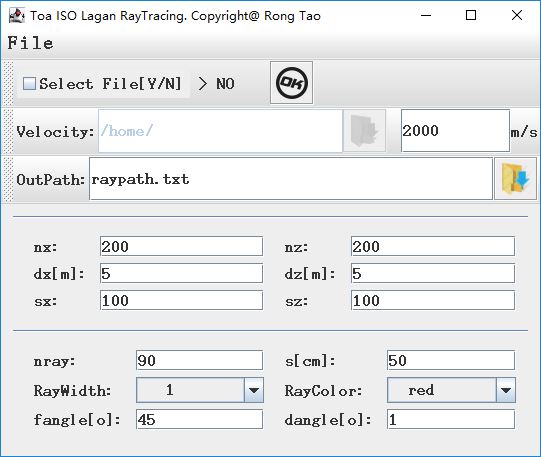 Toa ISO Lagan RayTracing. Copyright@ Rong Tao
File
Select File[Y/N] > NO OK
Velocity: /home/ 2000 m/s
OutPath: raypath.txt
nx: 200 nz: 200
dx[m]: 5 dz[m]: 5
sx: 100 sz: 100
nray: 90 s[cm]: 50
RayWidth: 1 RayColor: red
fangle[o]: 45 dangle[o]: 1